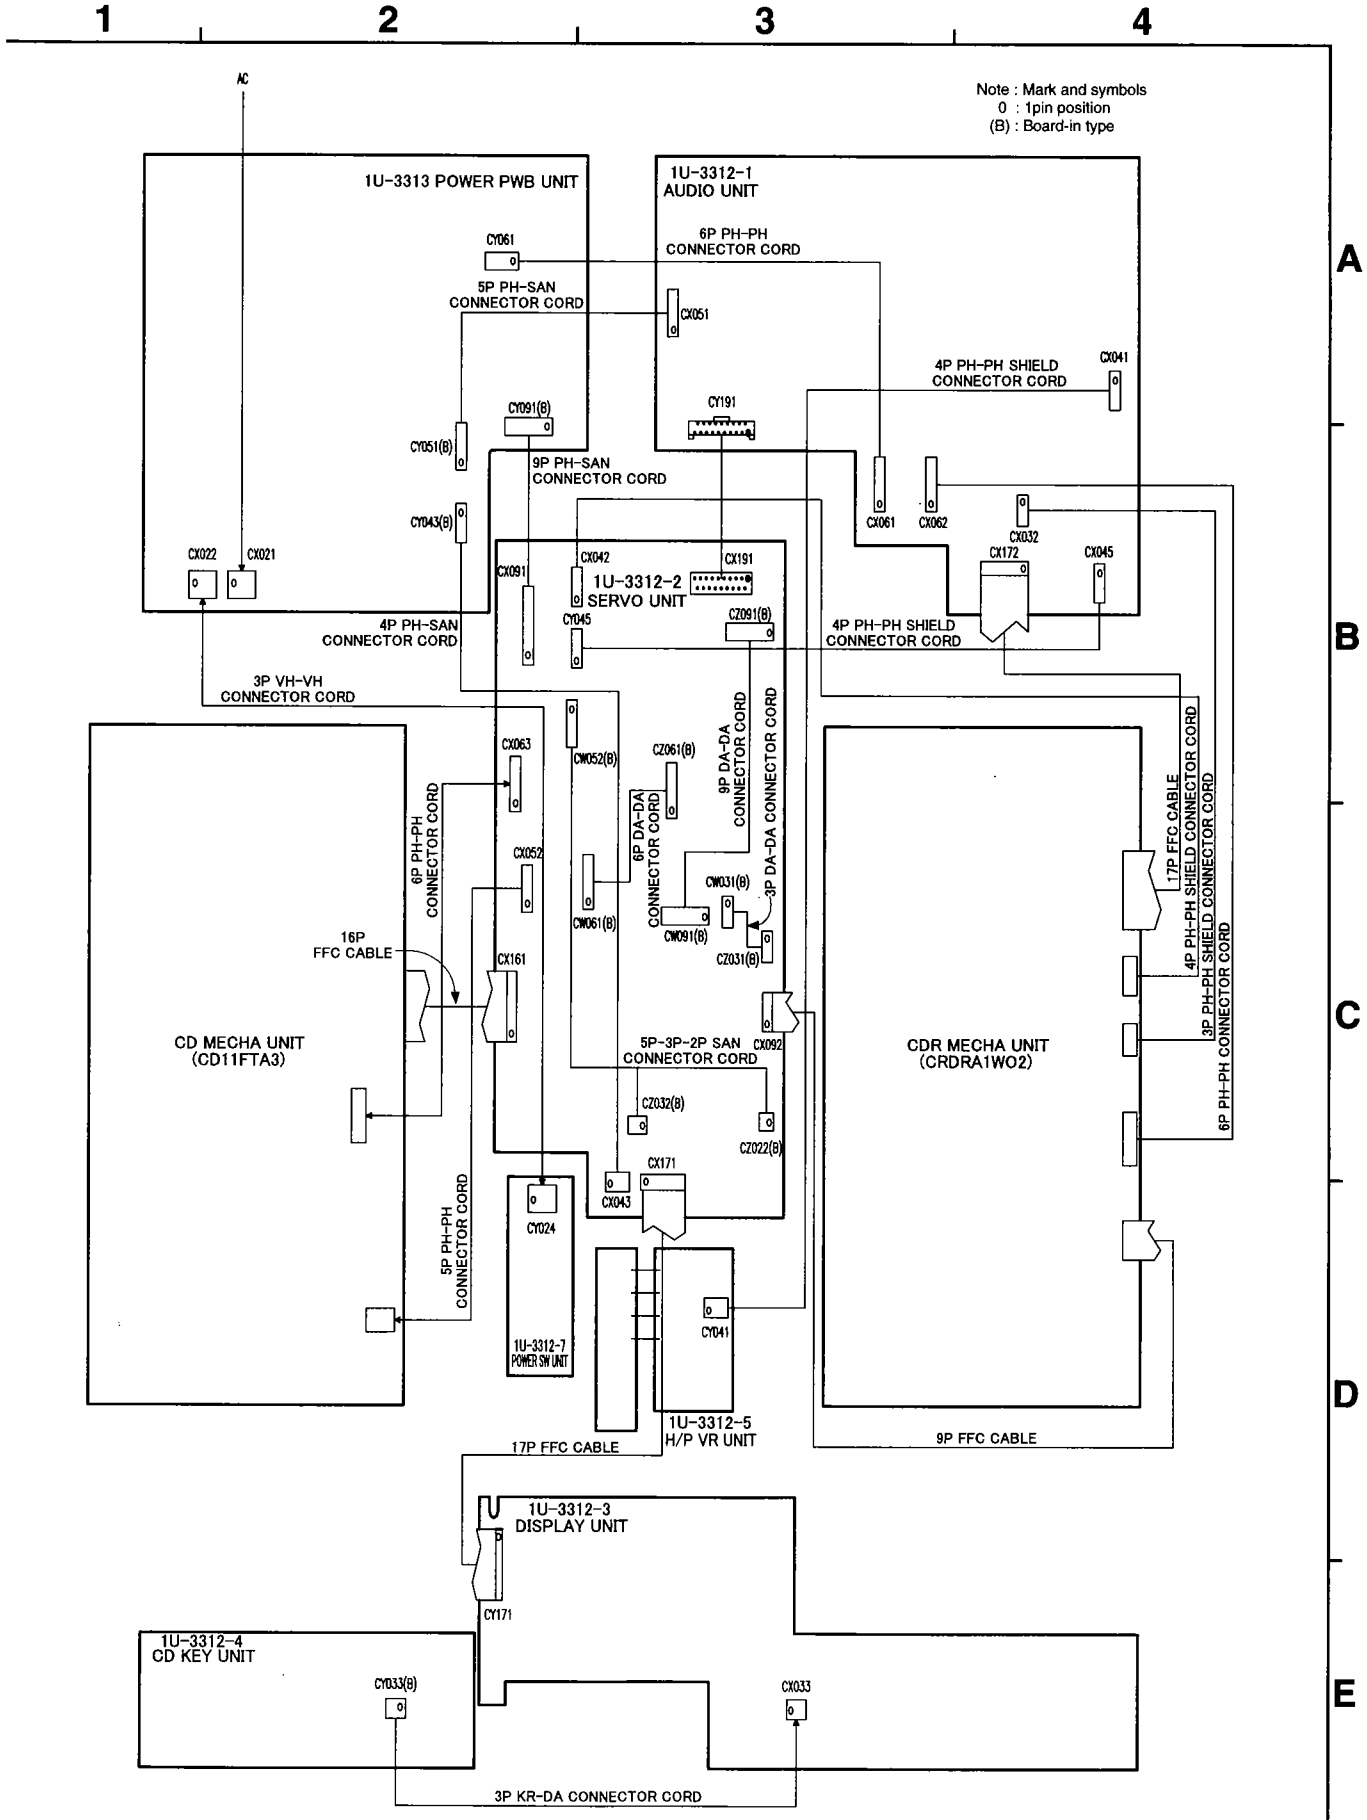 1
2
3
4
AC
Note : Mark and symbols
0 : 1pin position
(B) : Board-in type
1U-3313 POWER PWB UNIT
1U-3312-1
AUDIO UNIT
CY061
6P PH-PH
CONNECTOR CORD
A
5P PH-SAN
CONNECTOR CORD
CX051
4P PH-PH SHIELD
CONNECTOR CORD
CX041
CY091(B)
CY191
CY051(B)
9P PH-SAN
CONNECTOR CORD
CY043(B)
CX061
CX062
CX032
CX022
CX021
CX091
CX042
1U-3312-2
SERVO UNIT
CX191
CX172
CX045
CY045
CZ091(B)
4P PH-SAN
CONNECTOR CORD
4P PH-PH SHIELD
CONNECTOR CORD
B
3P VH-VH
CONNECTOR CORD
CX063
CW052(B)
CZ061(B)
9P DA-DA
CONNECTOR CORD
3P DA-DA CONNECTOR CORD
17P FFC CABLE
4P PH-PH SHIELD CONNECTOR CORD
3P PH-PH SHIELD CONNECTOR CORD
6P PH-PH CONNECTOR CORD
6P PH-PH
CONNECTOR CORD
CX052
6P DA-DA
CONNECTOR CORD
CW061(B)
CW031(B)
CW091(B)
CZ031(B)
16P
FFC CABLE
CX161
CX092
C
CD MECHA UNIT
(CD11FTA3)
5P-3P-2P SAN
CONNECTOR CORD
CDR MECHA UNIT
(CRDRA1WO2)
CZ032(B)
CZ022(B)
CX171
CX043
CY024
5P PH-PH
CONNECTOR CORD
CY041
1U-3312-7
POWER SW UNIT
D
1U-3312-5
H/P VR UNIT
17P FFC CABLE
9P FFC CABLE
1U-3312-3
DISPLAY UNIT
CY171
1U-3312-4
CD KEY UNIT
CY033(B)
CX033
E
3P KR-DA CONNECTOR CORD